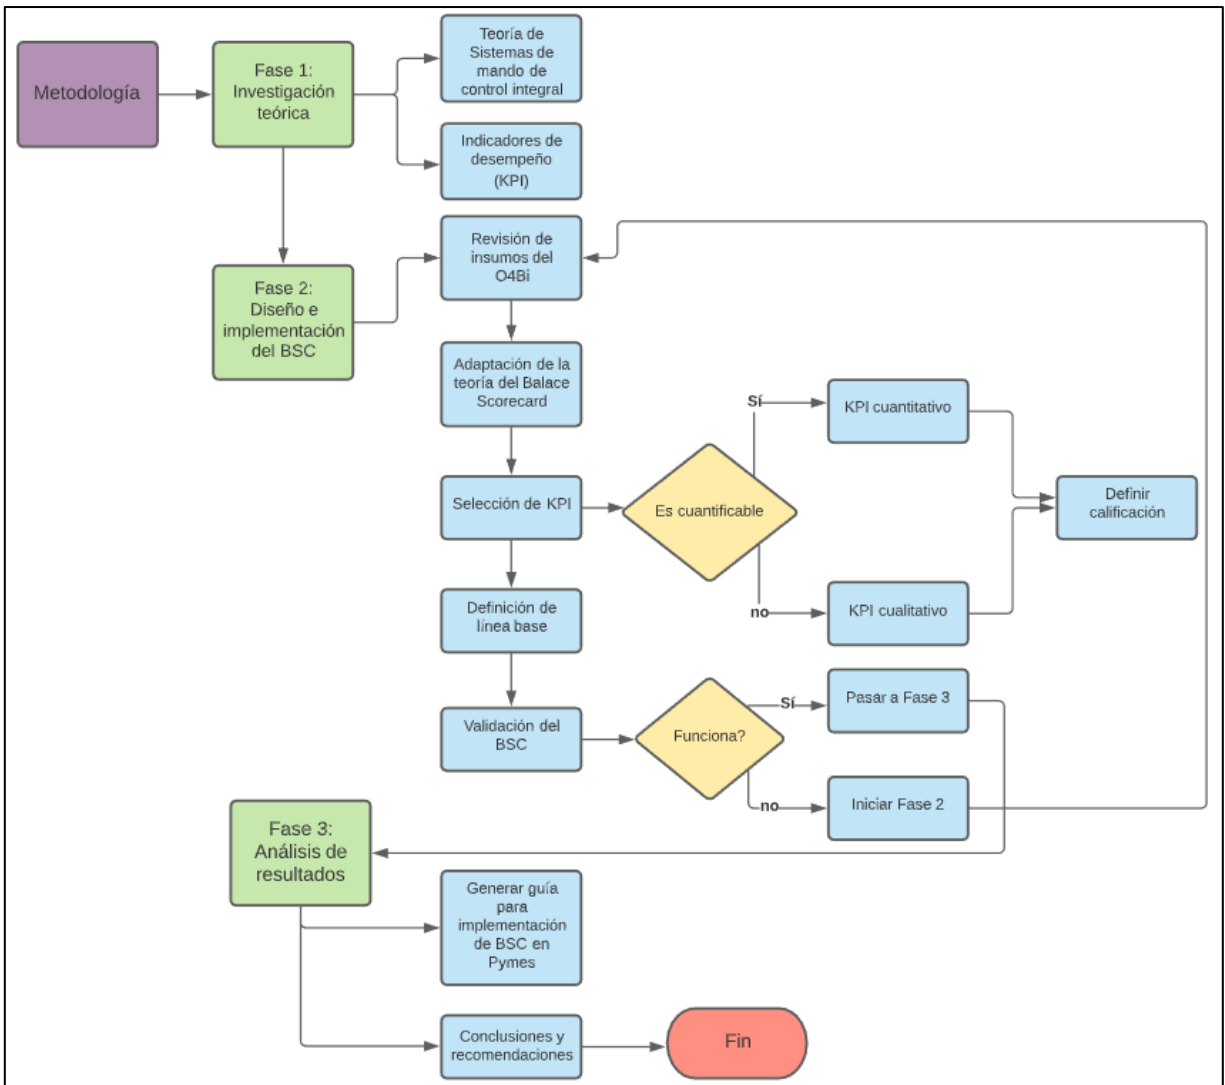 Metodología
Fase 1:
Investigación
teórica
Teoría de
Sistemas de
mando de
control integral
Indicadores de
desempeño
(KPI)
Fase 2:
Diseño e
implementación
del BSC
Revisión de
insumos del
O4Bi
Adaptación de la
teoría del Balace
Scorecard
Selección de KPI
Es cuantificable
Sí
KPI cuantitativo
no
KPI cualitativo
Definir
calificación
Definición de
línea base
Validación del
BSC
Funciona?
Sí
Pasar a Fase 3
no
Iniciar Fase 2
Fase 3:
Análisis de
resultados
Generar guía
para
implementación
de BSC en
Pymes
Conclusiones y
recomendaciones
Fin